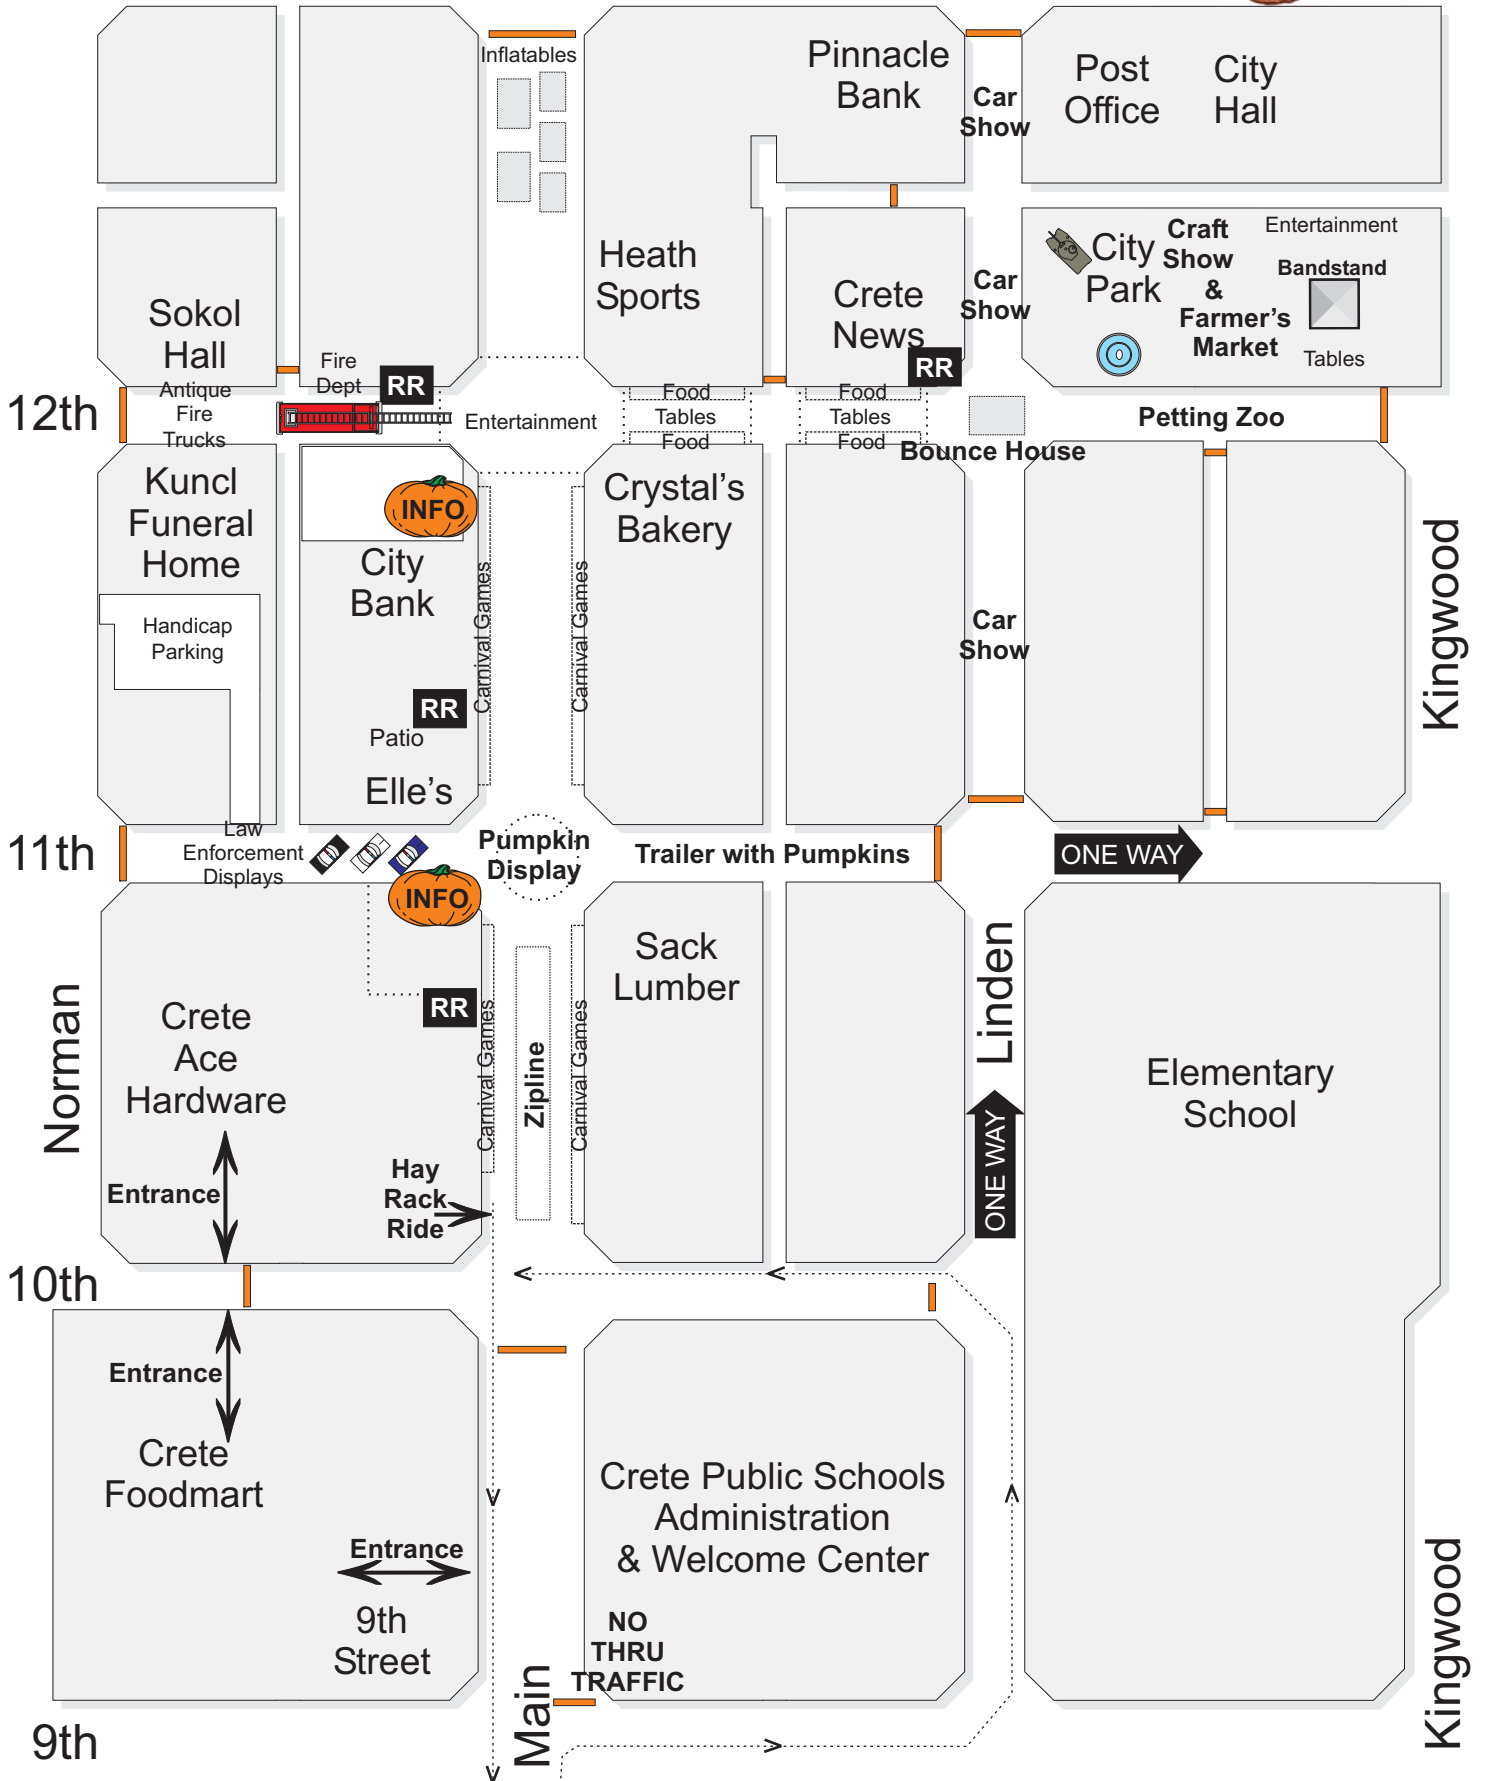 Inflatables
Pinnacle
Bank
Car
Show
Post
Office
City
Hall
Sokol
Hall
Heath
Sports
Crete
News
RR
Car
Show
City
Park
Craft
Show
&
Farmer's
Market
Entertainment
Bandstand
Tables
Fire
Dept
RR
12th
Antique
Fire
Trucks
Entertainment
Food
Tables
Food
Food
Tables
Food
Bounce House
Petting Zoo
Kuncl
Funeral
Home
Handicap
Parking
INFO
City
Bank
RR
Patio
Elle's
Carnival Games
Carnival Games
Crystal's
Bakery
Car
Show
Kingwood
11th
Law
Enforcement
Displays
Pumpkin
Display
Trailer with Pumpkins
ONE WAY
INFO
RR
Norman
Crete
Ace
Hardware
Entrance
Hay
Rack
Ride
Carnival Games
Zipline
Carnival Games
Sack
Lumber
Linden
ONE WAY
Elementary
School
10th
Entrance
Crete
Foodmart
Entrance
9th
Street
Crete Public Schools
Administration
& Welcome Center
NO
THRU
TRAFFIC
Main
Kingwood
9th